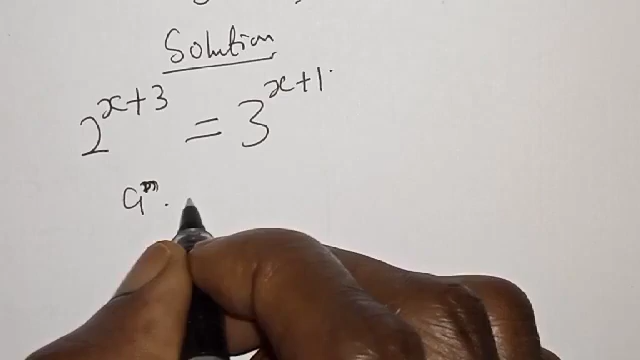 Solution
2^{x+3} = 3^{x+1}
a^m .